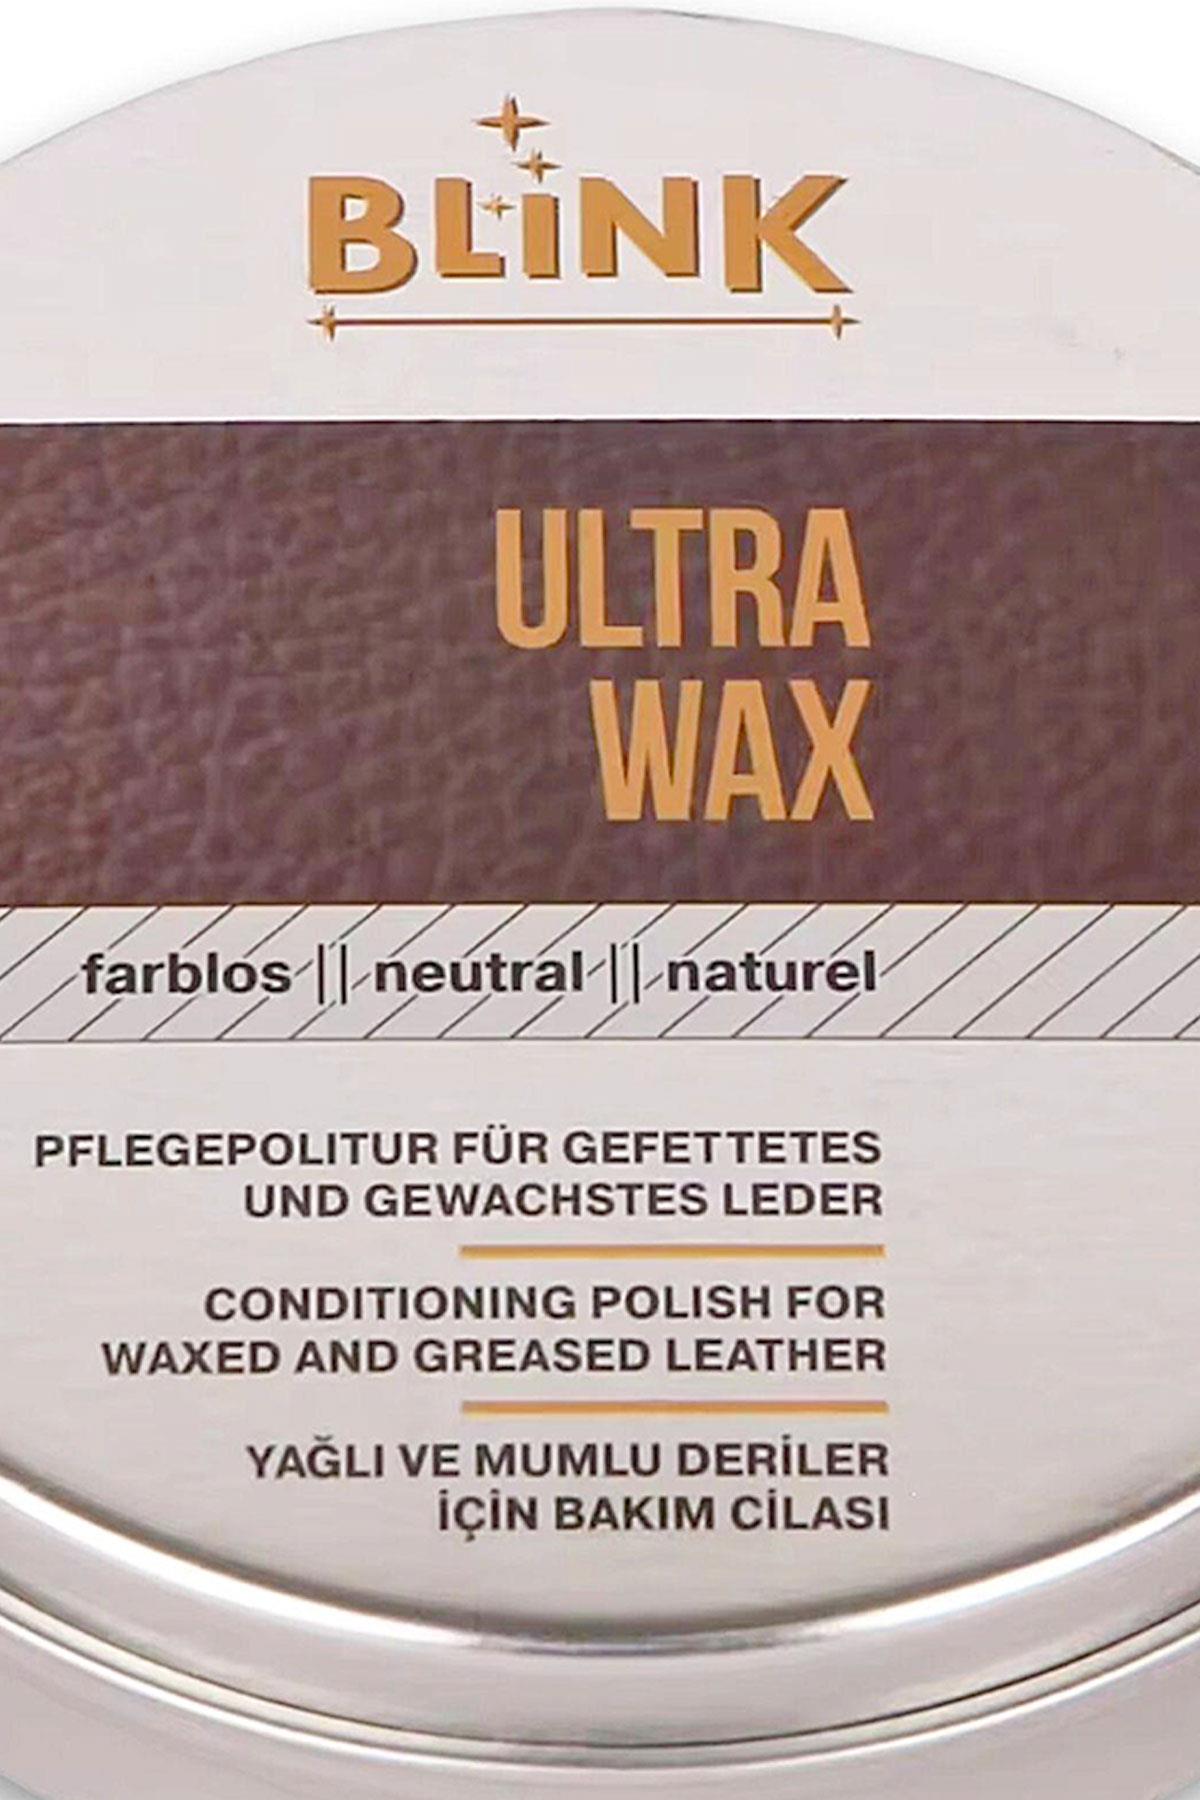 BLiNK
ULTRA
WAX
farblos || neutral || naturel
PFLEGEPOLITUR FÜR GEFETTETES
UND GEWACHSTES LEDER
CONDITIONING POLISH FOR
WAXED AND GREASED LEATHER
YAĞLI VE MUMLU DERİLER
İÇİN BAKIM CİLASI